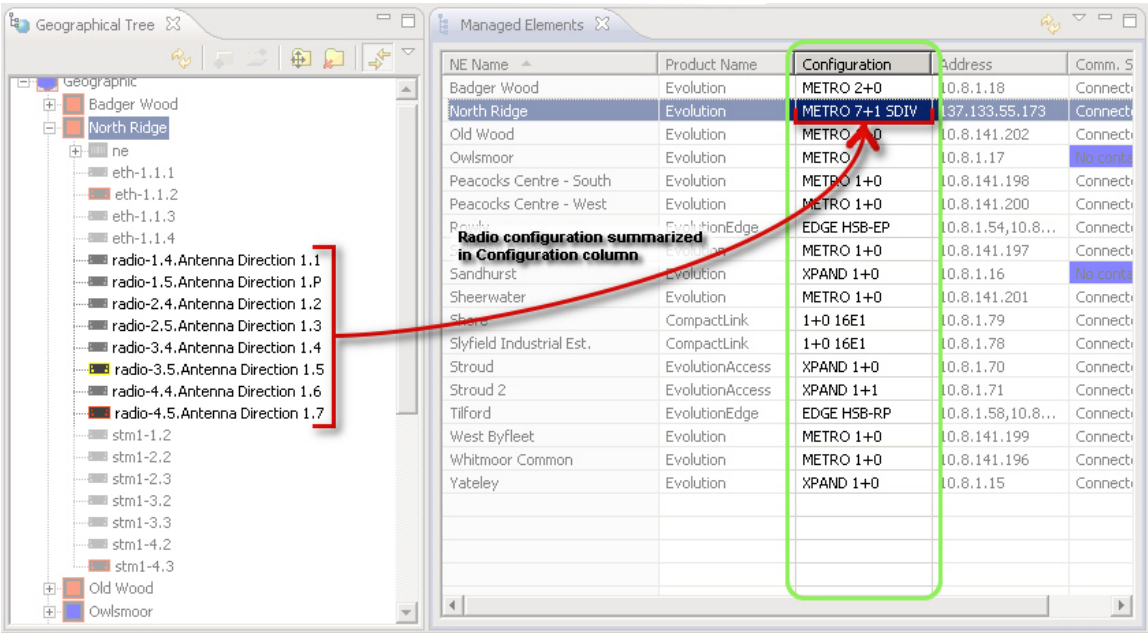 Geographical Tree
Geographic
Badger Wood
North Ridge
ne
eth-1.1.1
eth-1.1.2
eth-1.1.3
eth-1.1.4
radio-1.4.Antenna Direction 1.1
radio-1.5.Antenna Direction 1.P
radio-2.4.Antenna Direction 1.2
radio-2.5.Antenna Direction 1.3
radio-3.4.Antenna Direction 1.4
radio-3.5.Antenna Direction 1.5
radio-4.4.Antenna Direction 1.6
radio-4.5.Antenna Direction 1.7
stm1-1.2
stm1-2.2
stm1-2.3
stm1-3.2
stm1-3.3
stm1-4.2
stm1-4.3
Old Wood
Owlsmoor
Managed Elements
NE Name Product Name Configuration Address Comm. S
Badger Wood Evolution METRO 2+0 10.8.1.18 Connect
North Ridge Evolution METRO 7+1 SDIV 137.133.55.173 Connect
Old Wood Evolution METRO 10.8.141.202 Connect
Owlsmoor Evolution METRO 10.8.1.17 No conta
Peacocks Centre - South Evolution METRO 1+0 10.8.141.198 Connect
Peacocks Centre - West Evolution METRO 1+0 10.8.141.200 Connect
EvolutionEdge EDGE HSB-EP 10.8.1.54,10.8... Connect
Radio configuration summarized
in Configuration column
Evolution METRO 1+0 10.8.141.197 Connect
Sandhurst Evolution XPAND 1+0 10.8.1.16 No conta
Sheerwater Evolution METRO 1+0 10.8.141.201 Connect
CompactLink 1+0 16E1 10.8.1.79 Connect
Slyfield Industrial Est. CompactLink 1+0 16E1 10.8.1.78 Connect
Stroud EvolutionAccess XPAND 1+0 10.8.1.70 Connect
Stroud 2 EvolutionAccess XPAND 1+1 10.8.1.71 Connect
Tilford EvolutionEdge EDGE HSB-RP 10.8.1.58,10.8... Connect
West Byfleet Evolution METRO 1+0 10.8.141.199 Connect
Whitmoor Common Evolution METRO 1+0 10.8.141.196 Connect
Yateley Evolution XPAND 1+0 10.8.1.15 Connect